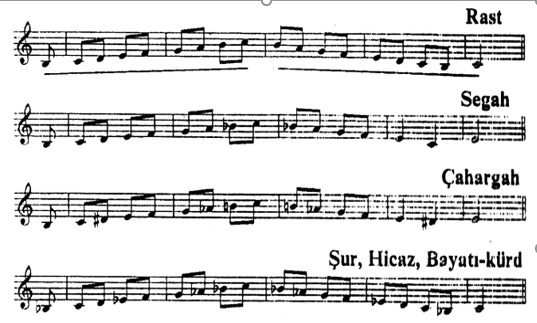 Rast
Segah
Çahargah
Şur, Hicaz, Bəyatı-kürd